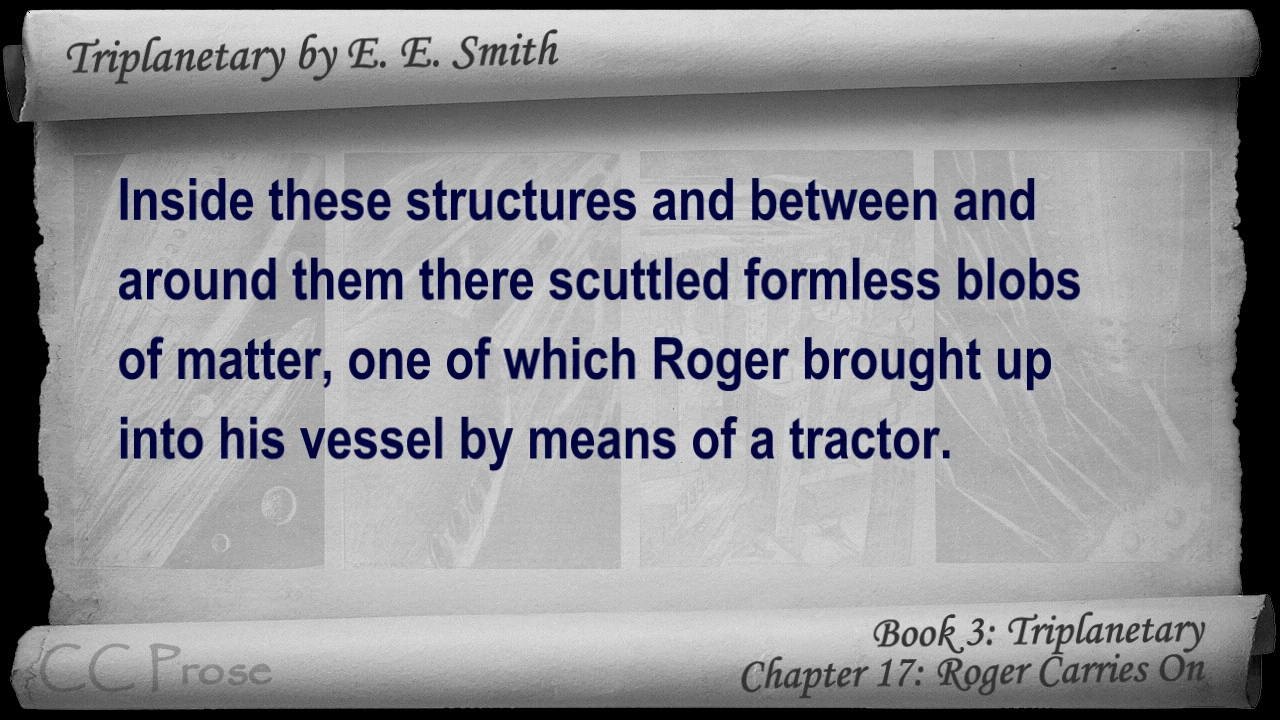 Triplanetary by E. E. Smith
Inside these structures and between and
around them there scuttled formless blobs
of matter, one of which Roger brought up
into his vessel by means of a tractor.
Book 3: Triplanetary
Chapter 17: Roger Carries On
CC Prose